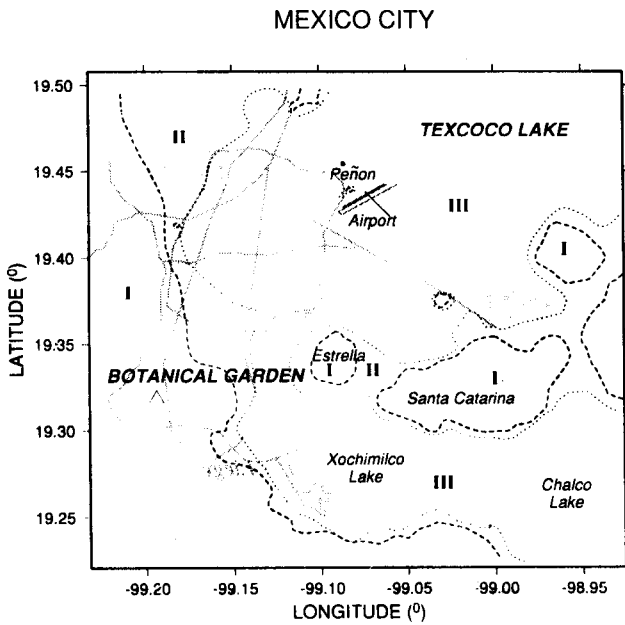 MEXICO CITY
19.50
19.45
19.40
19.35
19.30
19.25
LATITUDE (⁰)
II
TEXCOCO LAKE
Peñon
III
Airport
I
I
Estrella
I
II
BOTANICAL GARDEN
I
Santa Catarina
Xochimilco
Lake
III
Chalco
Lake
-99.20
-99.15
-99.10
-99.05
-99.00
-98.95
LONGITUDE (⁰)